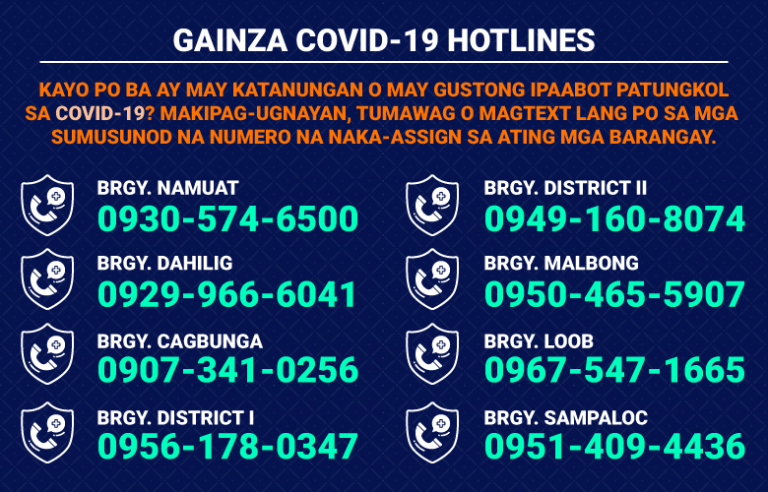 GAINZA COVID-19 HOTLINES
KAYO PO BA AY MAY KATANUNGAN O MAY GUSTONG IPAABOT PATUNGKOL
SA COVID-19? MAKIPAG-UGNAYAN, TUMAWAG O MAGTEXT LANG PO SA MGA
SUMUSUNOD NA NUMERO NA NAKA-ASSIGN SA ATING MGA BARANGAY.
BRGY. NAMUAT
0930-574-6500
BRGY. DAHILIG
0929-966-6041
BRGY. CAGBUNGA
0907-341-0256
BRGY. DISTRICT I
0956-178-0347
BRGY. DISTRICT II
0949-160-8074
BRGY. MALBONG
0950-465-5907
BRGY. LOOB
0967-547-1665
BRGY. SAMPALOC
0951-409-4436